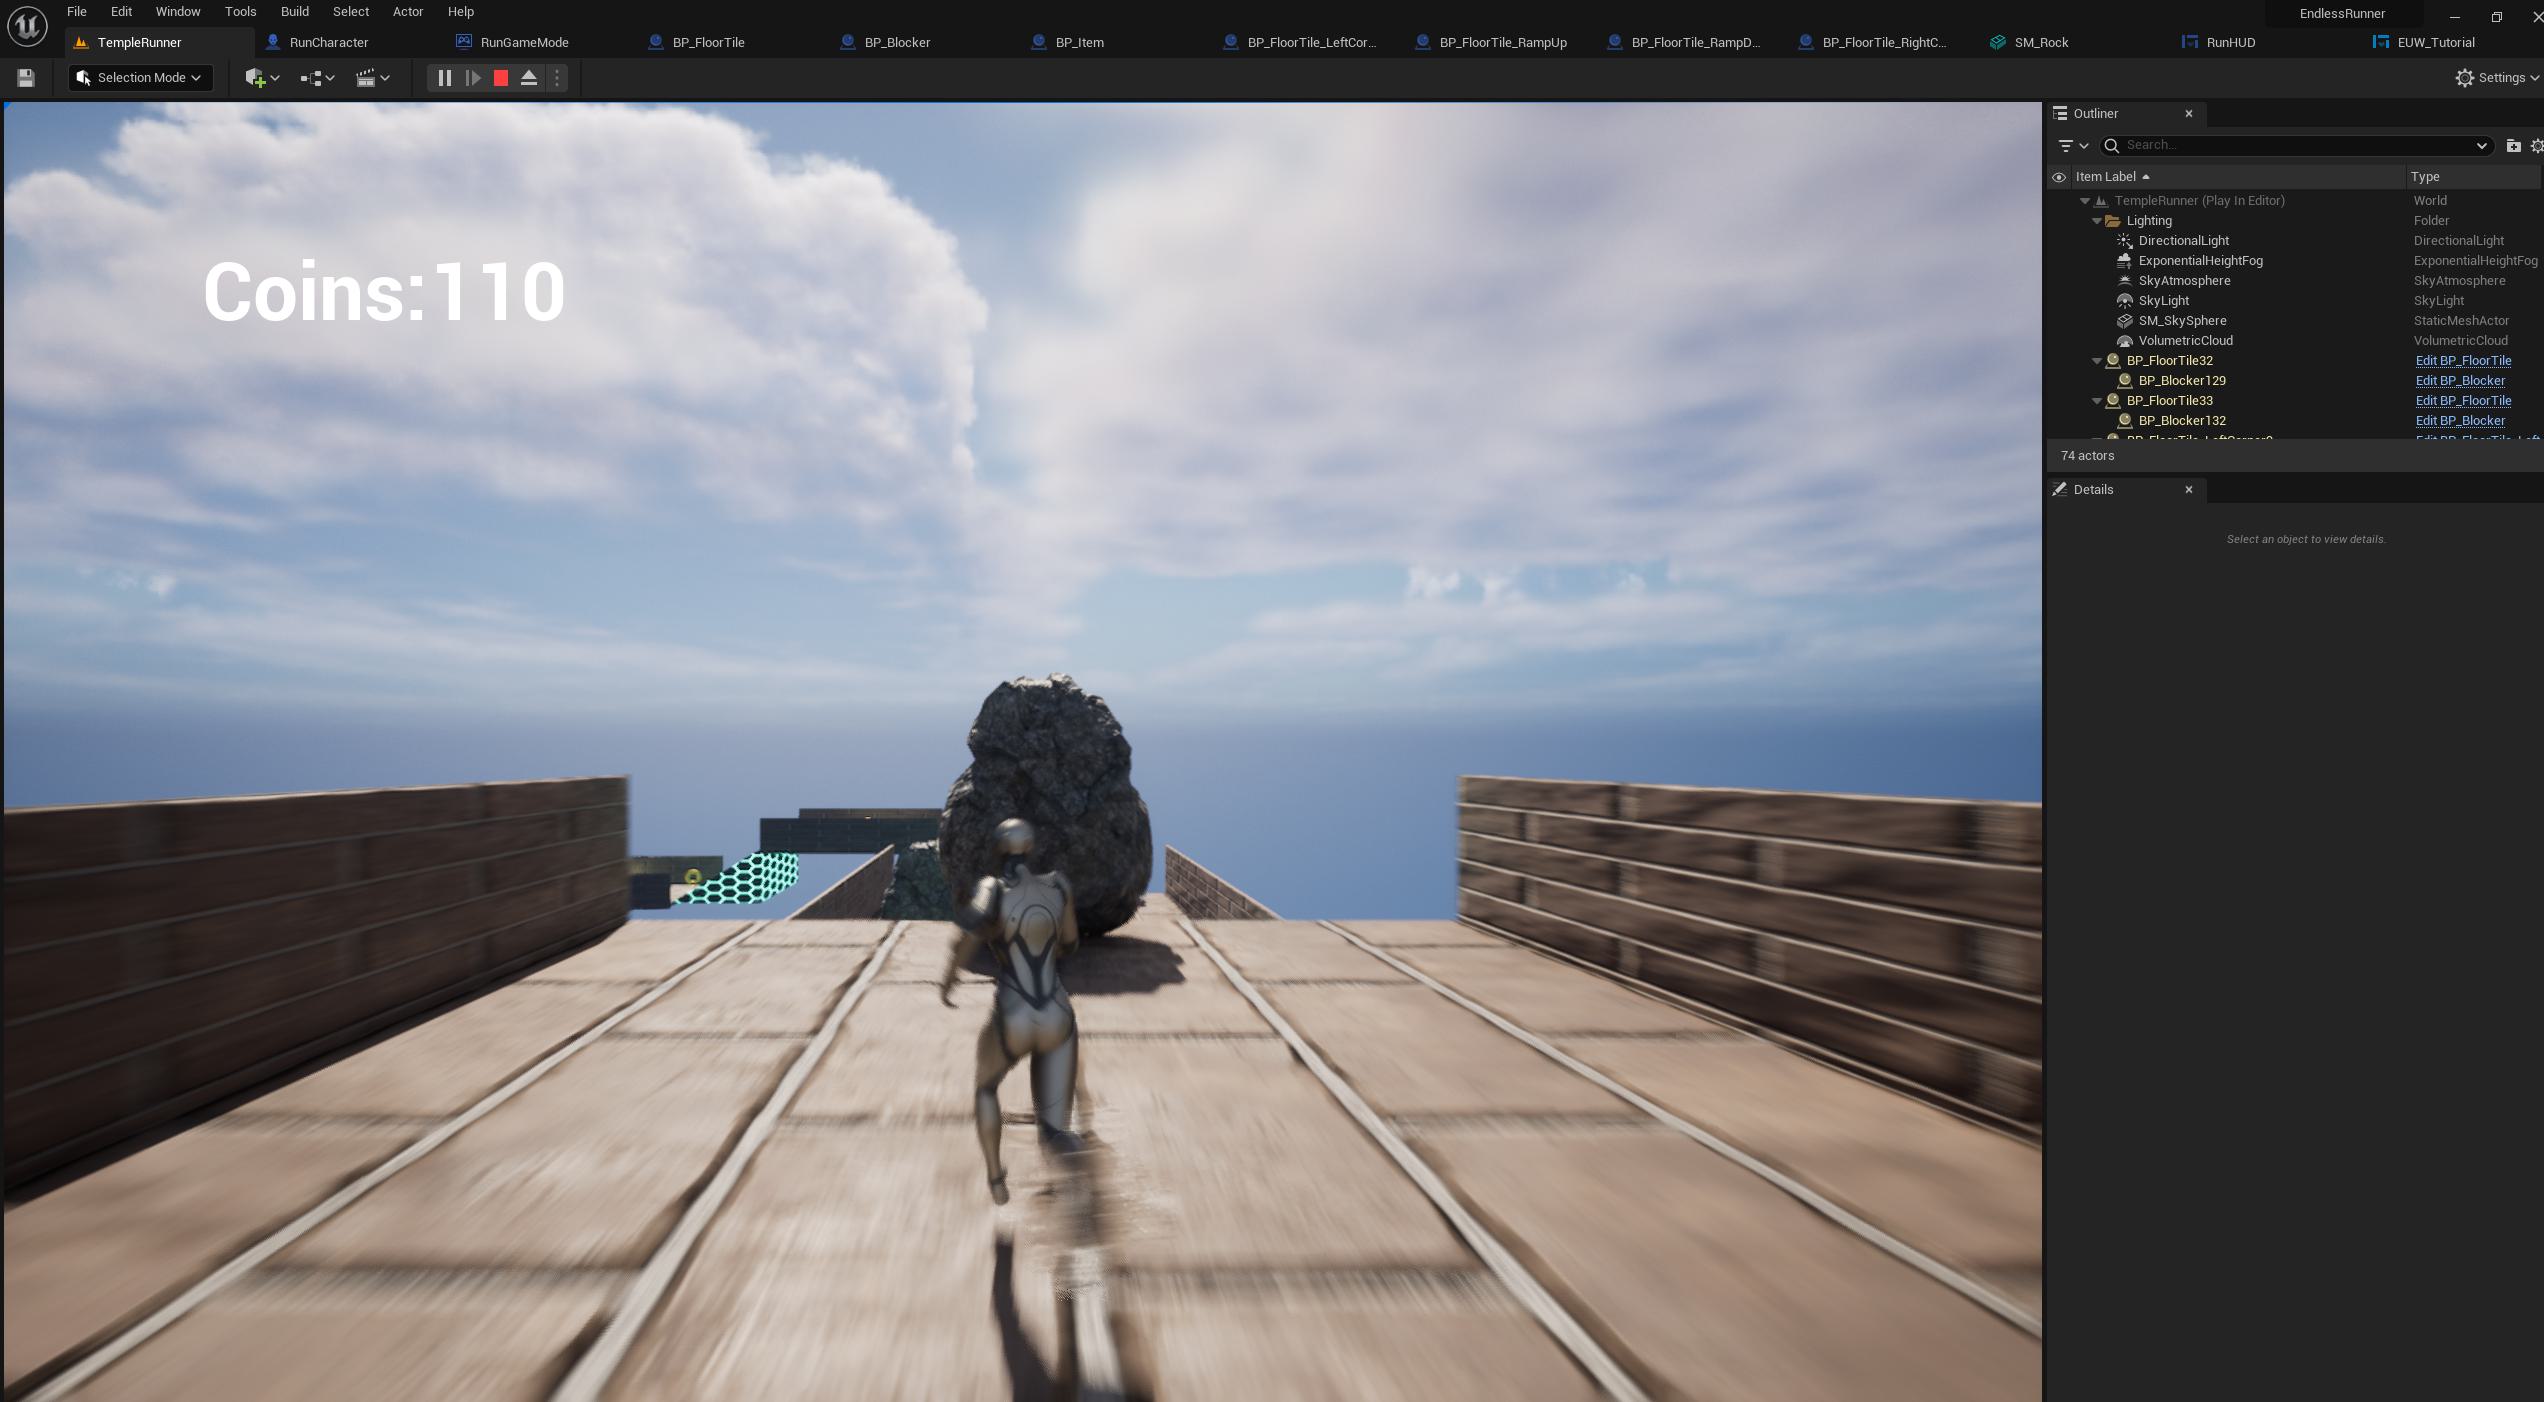 File Edit Window Tools Build Select Actor Help
EndlessRunner
TempleRunner RunCharacter RunGameMode BP_FloorTile BP_Blocker BP_Item BP_FloorTile_LeftCor... BP_FloorTile_RampUp BP_FloorTile_RampD... BP_FloorTile_RightC... SM_Rock RunHUD EUW_Tutorial
Selection Mode
Settings
Coins:110
Outliner
Search...
Item Label Type
TempleRunner (Play In Editor) World
Lighting Folder
DirectionalLight DirectionalLight
ExponentialHeightFog ExponentialHeightFog
SkyAtmosphere SkyAtmosphere
SkyLight SkyLight
SM_SkySphere StaticMeshActor
VolumetricCloud VolumetricCloud
BP_FloorTile32 Edit BP_FloorTile
BP_Blocker129 Edit BP_Blocker
BP_FloorTile33 Edit BP_FloorTile
BP_Blocker132 Edit BP_Blocker
74 actors
Details
Select an object to view details.